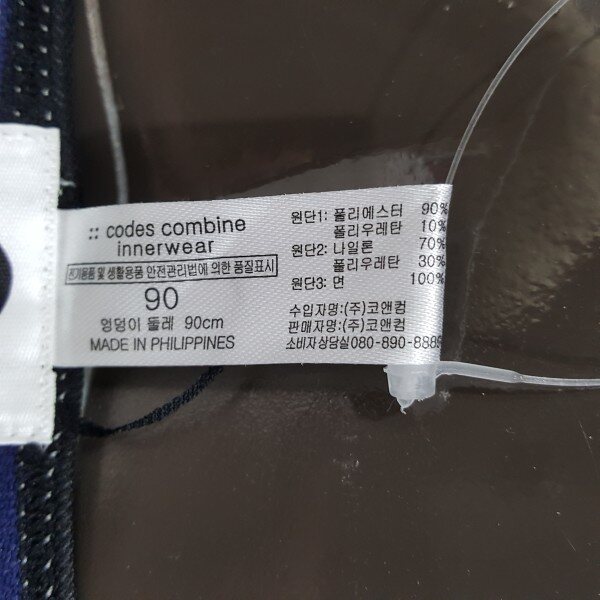 :: codes combine
innerwear
전기용품 및 생활용품 안전관리법에 의한 품질표시
90
엉덩이 둘레 90cm
MADE IN PHILIPPINES
원단1: 폴리에스터 90%
폴리우레탄 10%
원단2: 나일론 70%
폴리우레탄 30%
원단3: 면 100%
수입자명:(주)코앤컴
판매자명:(주)코앤컴
소비자상담실080-890-8888